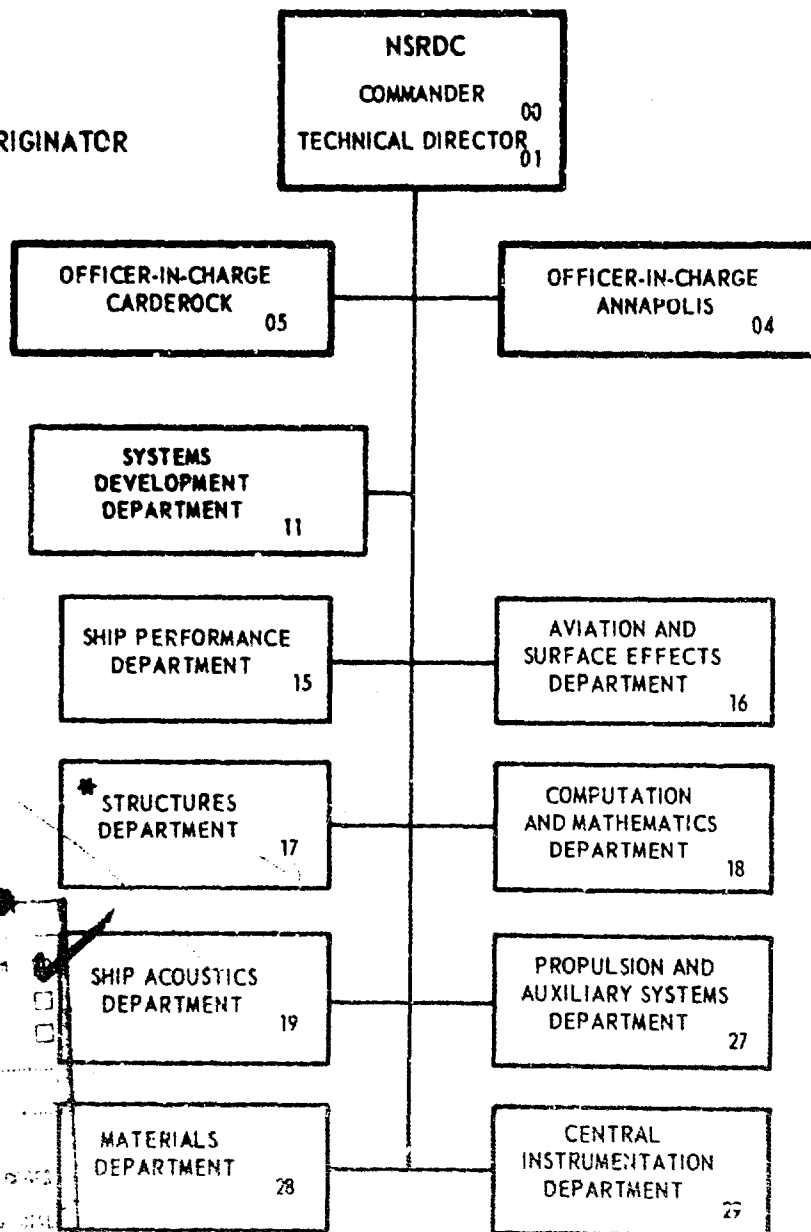 NSRDC
COMMANDER
00
TECHNICAL DIRECTOR
01
RIGINATOR
OFFICER-IN-CHARGE
CARDEROCK
05
OFFICER-IN-CHARGE
ANNAPOLIS
04
SYSTEMS
DEVELOPMENT
DEPARTMENT
11
SHIP PERFORMANCE
DEPARTMENT
15
AVIATION AND
SURFACE EFFECTS
DEPARTMENT
16
* STRUCTURES
DEPARTMENT
17
COMPUTATION
AND MATHEMATICS
DEPARTMENT
18
SHIP ACOUSTICS
DEPARTMENT
19
PROPULSION AND
AUXILIARY SYSTEMS
DEPARTMENT
27
MATERIALS
DEPARTMENT
28
CENTRAL
INSTRUMENTATION
DEPARTMENT
29